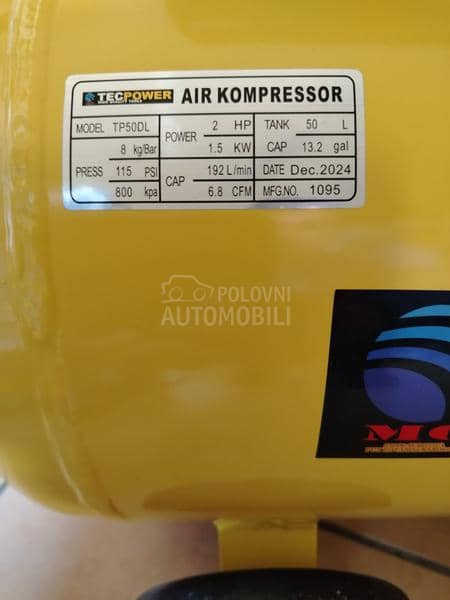 TECPOWER AIR KOMPRESSOR
MODEL TP50DL POWER 2 HP TANK 50 L
PRESS 8 kg/Bar 1.5 KW CAP 13.2 gal
115 PSI CAP 192 L/min DATE Dec.2024
800 kpa 6.8 CFM MFG.NO. 1095
POLOVNI
AUTOMOBILI